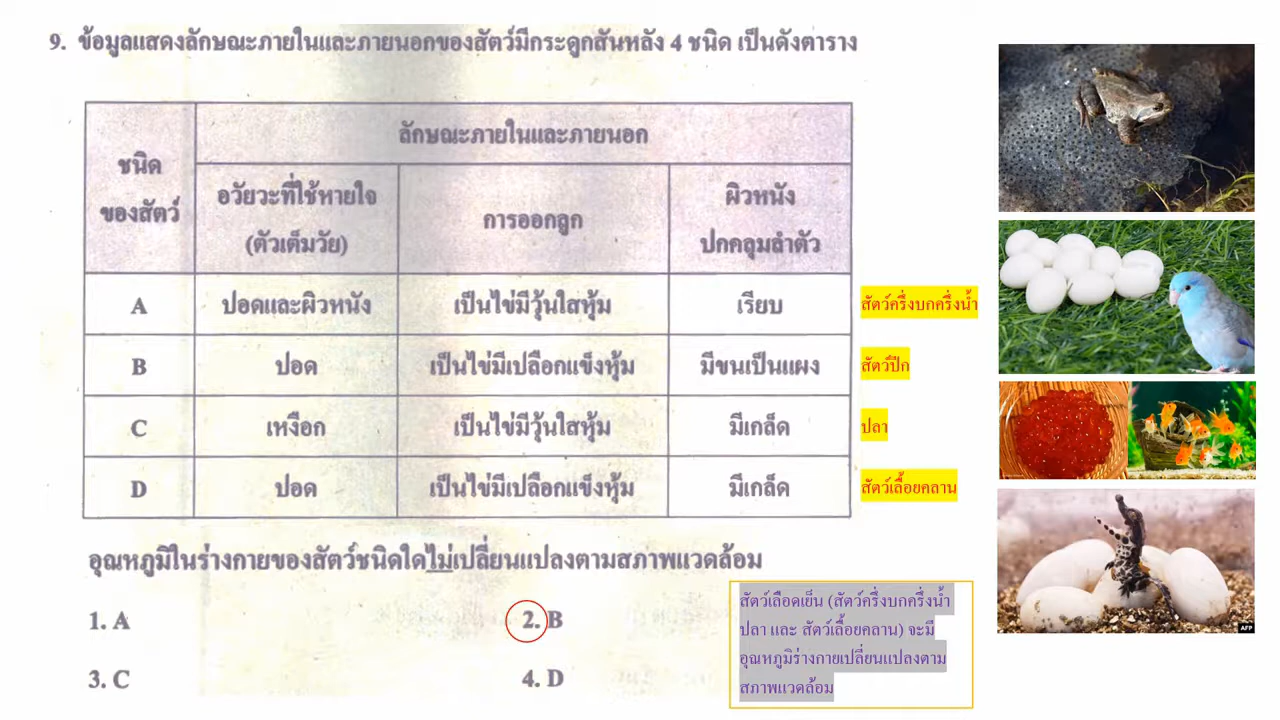 9. ข้อมูลแสดงลักษณะภายในและภายนอกของสัตว์มีกระดูกสันหลัง 4 ชนิด เป็นดังตาราง
ชนิด
ของสัตว์
ลักษณะภายในและภายนอก
อวัยวะที่ใช้หายใจ
(ตัวเต็มวัย)
การออกลูก
ผิวหนัง
ปกคลุมลำตัว
A ปอดและผิวหนัง เป็นไข่มีวุ้นใสหุ้ม เรียบ สัตว์ครึ่งบกครึ่งน้ำ
B ปอด เป็นไข่มีเปลือกแข็งหุ้ม มีขนเป็นแผง สัตว์ปีก
C เหงือก เป็นไข่มีวุ้นใสหุ้ม มีเกล็ด ปลา
D ปอด เป็นไข่มีเปลือกแข็งหุ้ม มีเกล็ด สัตว์เลื้อยคลาน
อุณหภูมิในร่างกายของสัตว์ชนิดใดไม่เปลี่ยนแปลงตามสภาพแวดล้อม
1. A 2. B
3. C 4. D
สัตว์เลือดเย็น (สัตว์ครึ่งบกครึ่งน้ำ
ปลา และ สัตว์เลื้อยคลาน) จะมี
อุณหภูมิร่างกายเปลี่ยนแปลงตาม
สภาพแวดล้อม
AFP